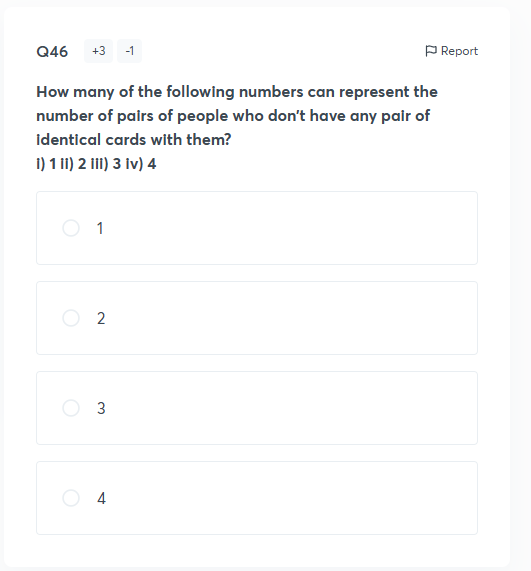 Q46 +3 -1 Report
How many of the following numbers can represent the
number of pairs of people who don't have any pair of
identical cards with them?
i) 1 ii) 2 iii) 3 iv) 4
1
2
3
4